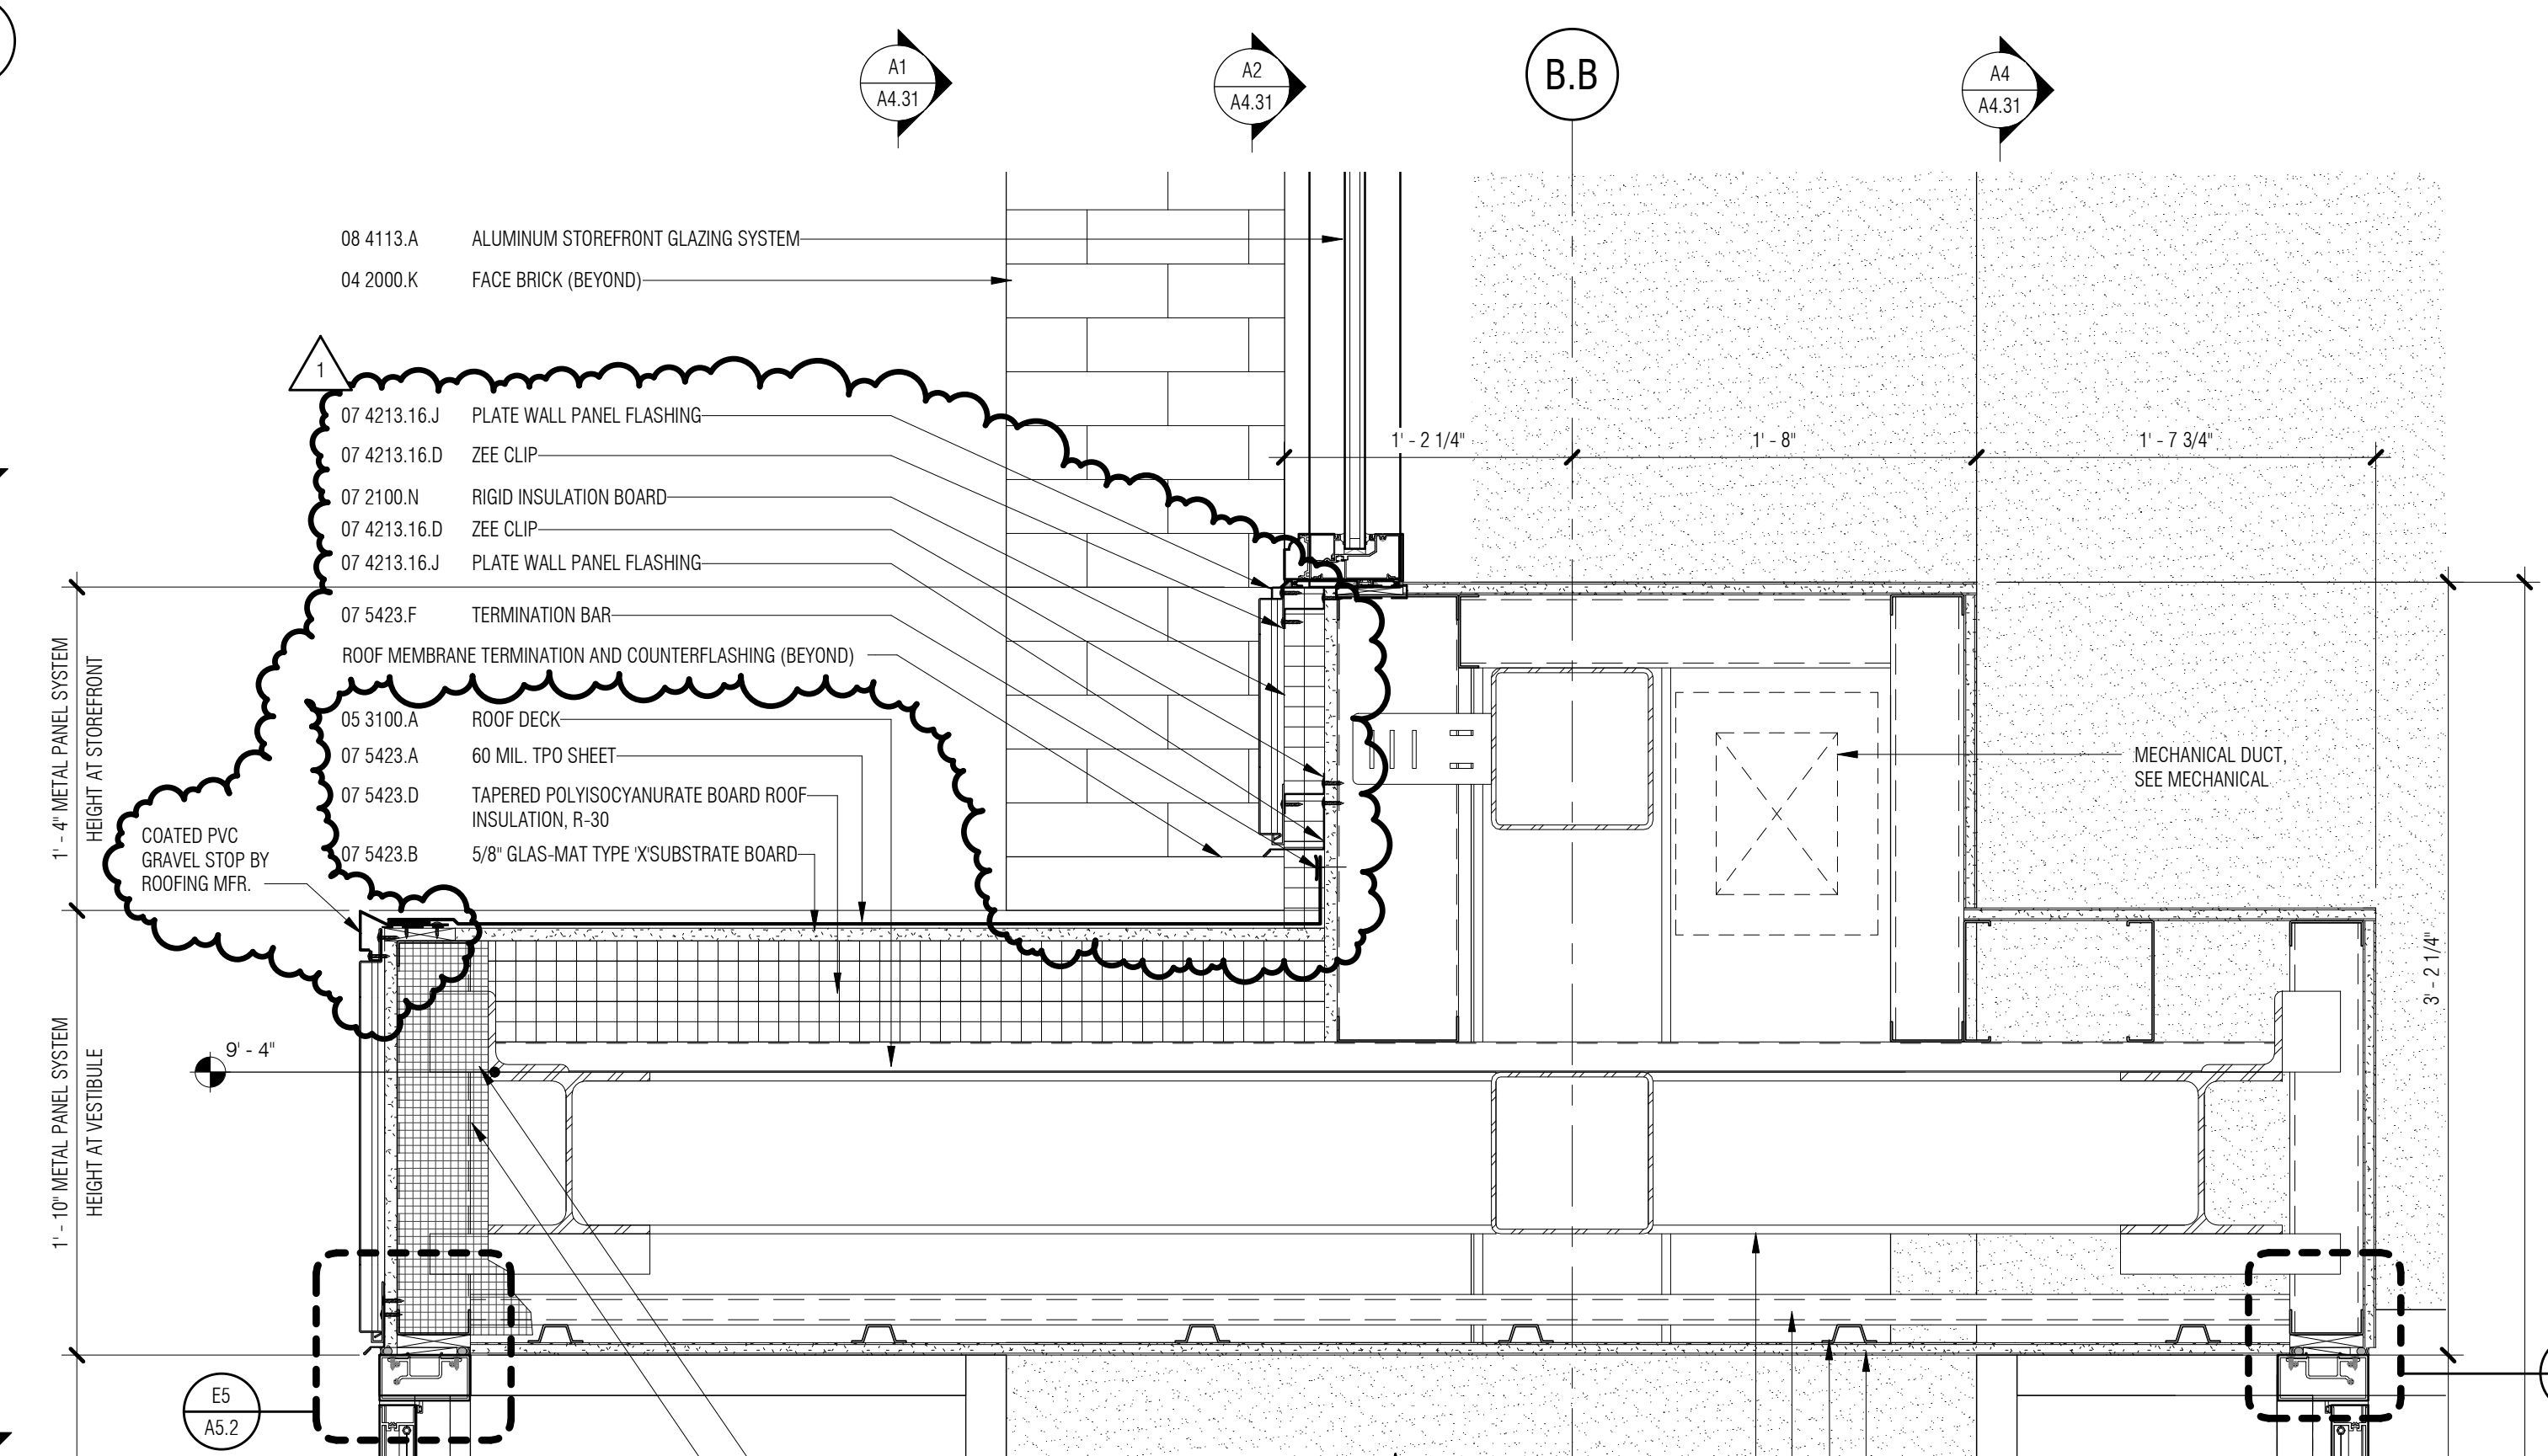 A1
A4.31
A2
A4.31
B.B
A4
A4.31
08 4113.A ALUMINUM STOREFRONT GLAZING SYSTEM
04 2000.K FACE BRICK (BEYOND)
1
07 4213.16.J PLATE WALL PANEL FLASHING
07 4213.16.D ZEE CLIP
07 2100.N RIGID INSULATION BOARD
07 4213.16.D ZEE CLIP
07 4213.16.J PLATE WALL PANEL FLASHING
07 5423.F TERMINATION BAR
ROOF MEMBRANE TERMINATION AND COUNTERFLASHING (BEYOND)
05 3100.A ROOF DECK
07 5423.A 60 MIL. TPO SHEET
07 5423.D TAPERED POLYISOCYANURATE BOARD ROOF
INSULATION, R-30
07 5423.B 5/8" GLAS-MAT TYPE 'X'SUBSTRATE BOARD
COATED PVC
GRAVEL STOP BY
ROOFING MFR.
1' - 2 1/4"
1' - 8"
1' - 7 3/4"
MECHANICAL DUCT,
SEE MECHANICAL
1' - 4" METAL PANEL SYSTEM
HEIGHT AT STOREFRONT
1' - 10" METAL PANEL SYSTEM
HEIGHT AT VESTIBULE
9' - 4"
3' - 2 1/4"
E5
A5.2